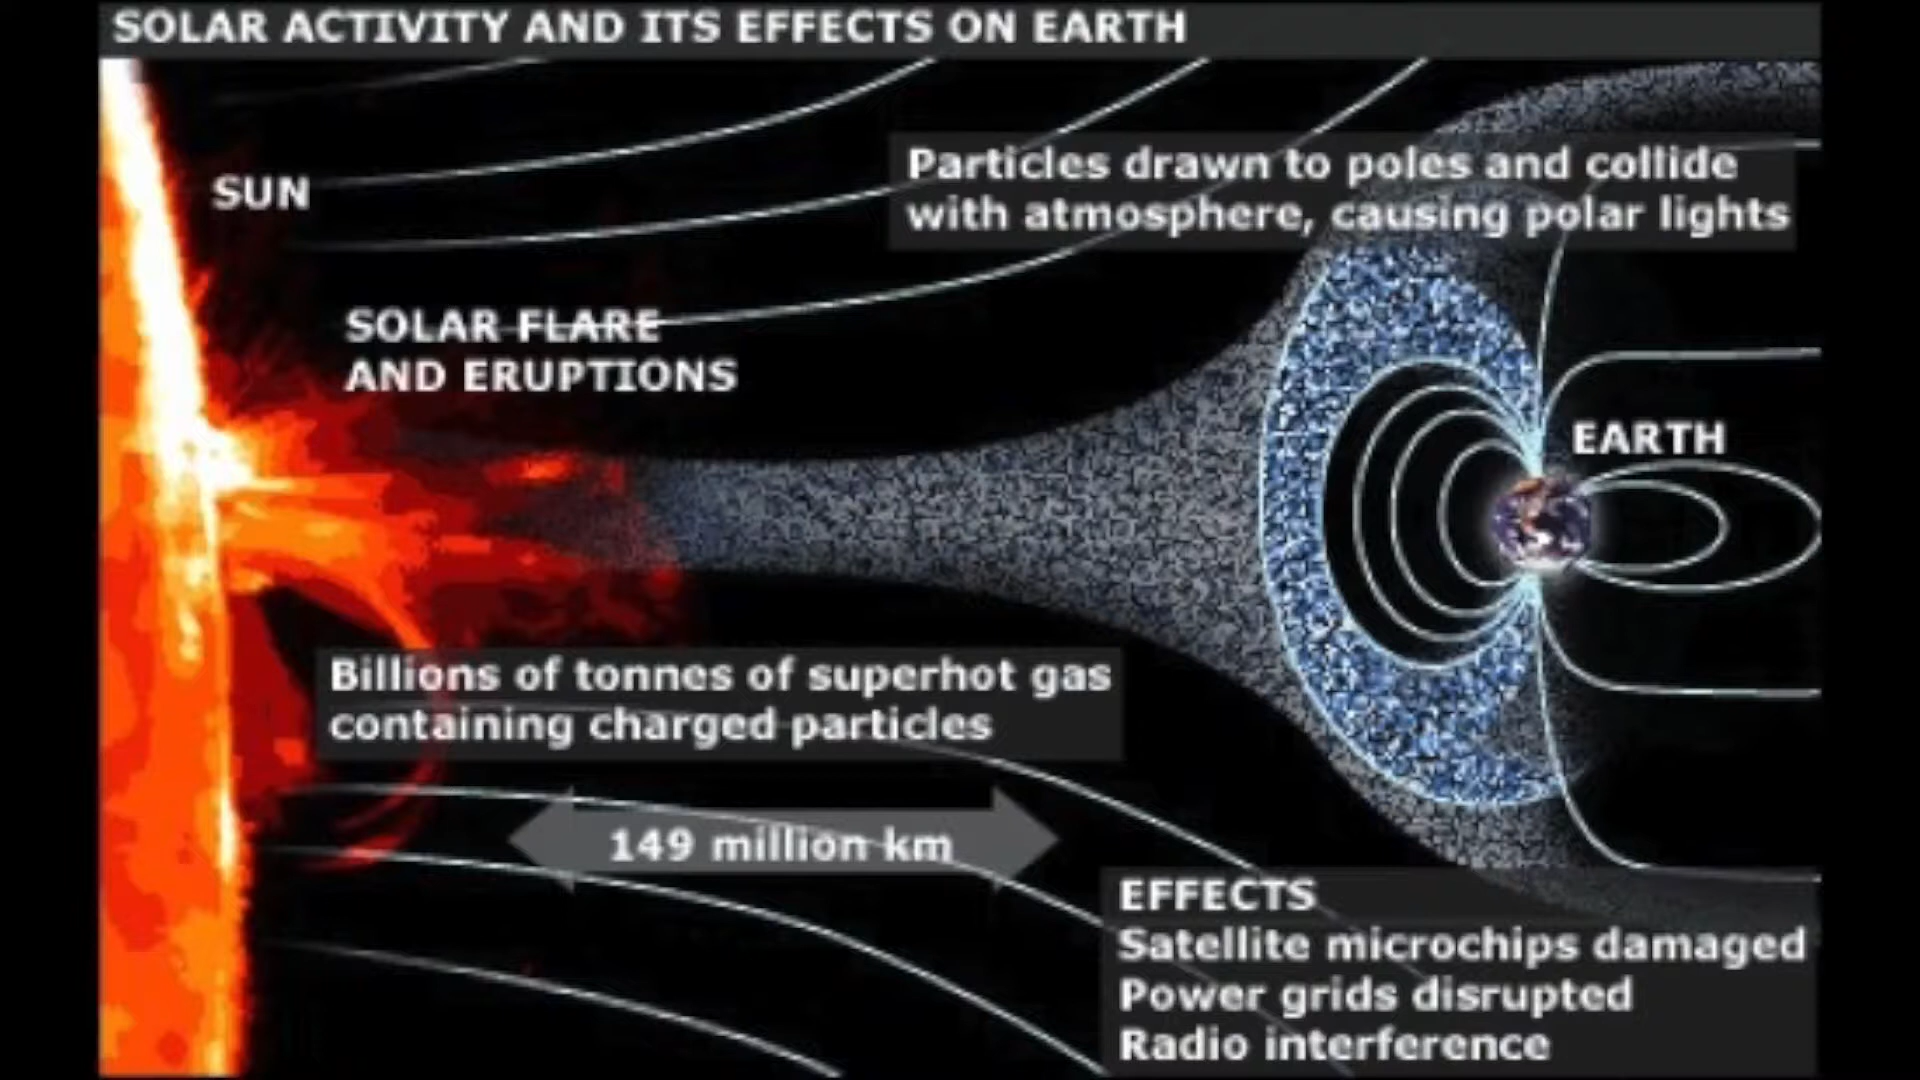 SOLAR ACTIVITY AND ITS EFFECTS ON EARTH
SUN
Particles drawn to poles and collide
with atmosphere, causing polar lights
SOLAR FLARE
AND ERUPTIONS
EARTH
Billions of tonnes of superhot gas
containing charged particles
149 million km
EFFECTS
Satellite microchips damaged
Power grids disrupted
Radio interference